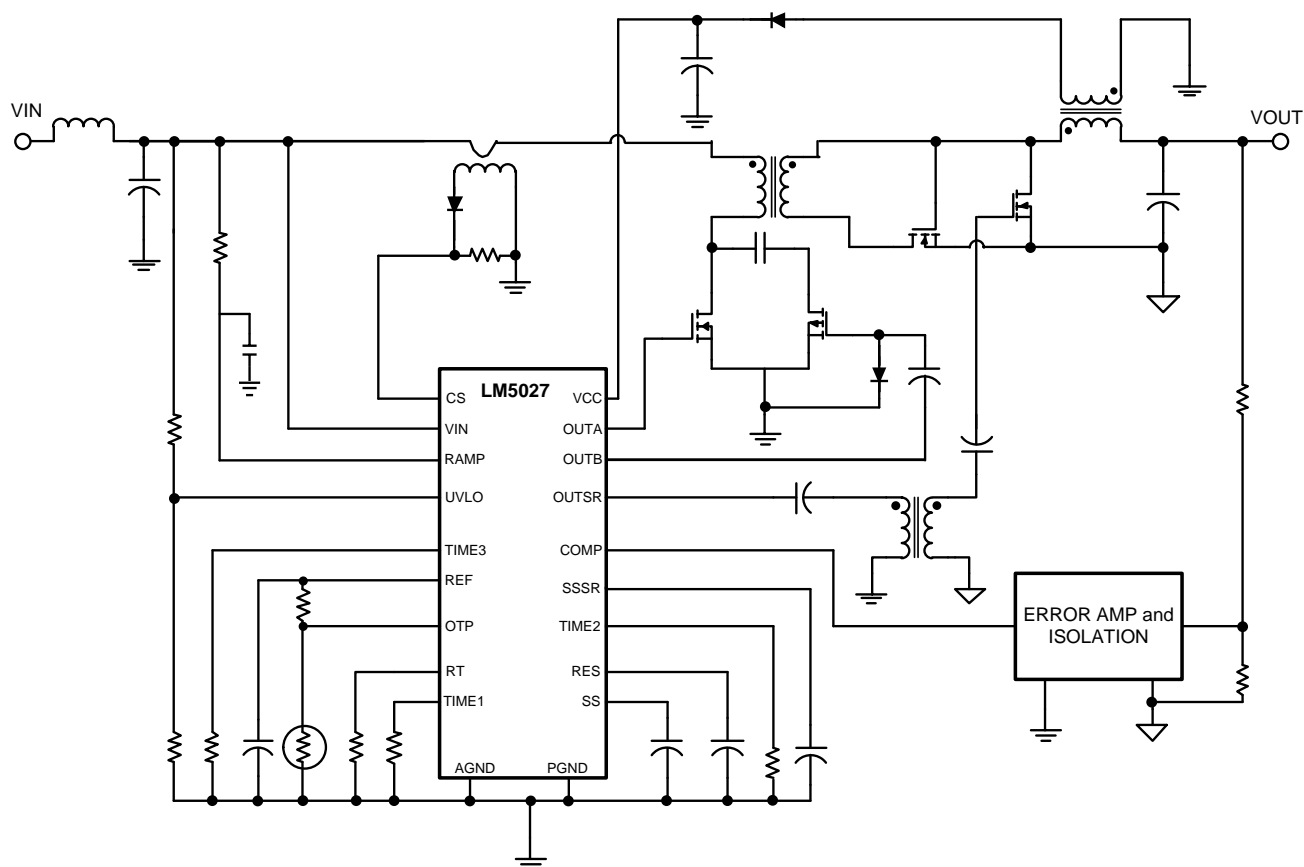 VIN
VOUT
LM5027
CS
VCC
VIN
OUTA
RAMP
OUTB
UVLO
OUTSR
TIME3
COMP
REF
SSSR
OTP
TIME2
RT
RES
TIME1
SS
AGND
PGND
ERROR AMP and
ISOLATION